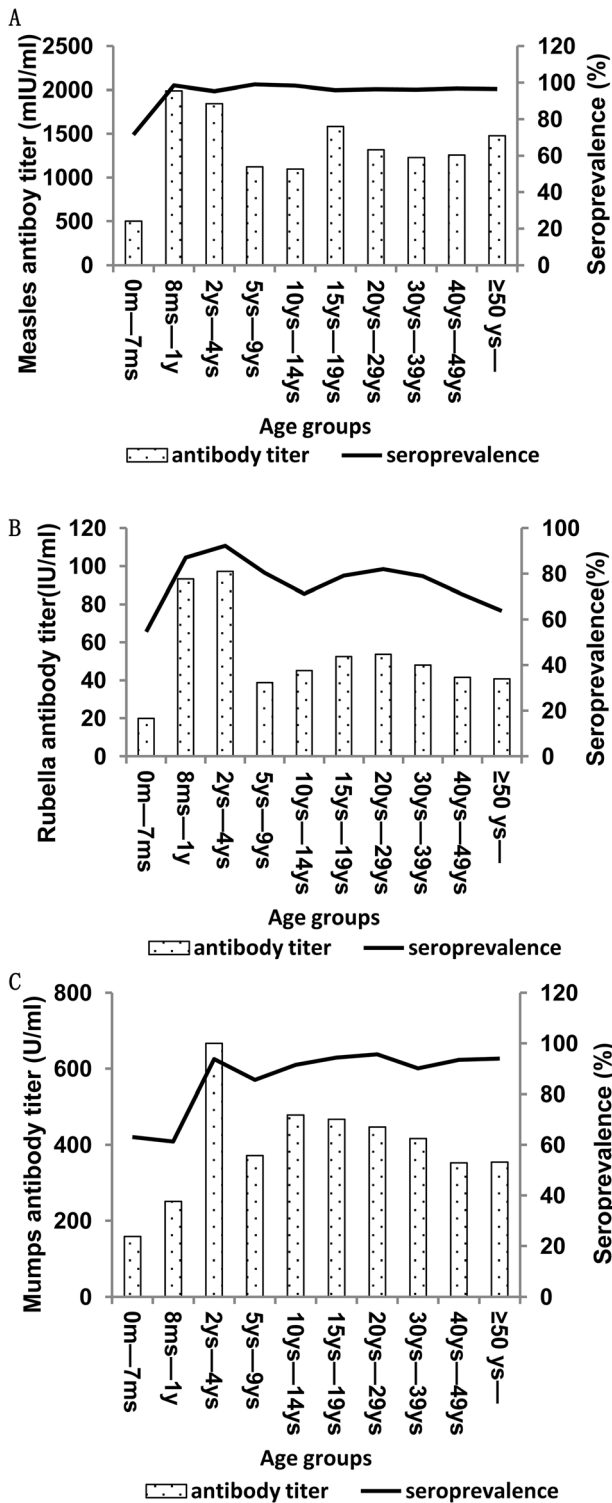 A
Measles antiboy titer (mIU/ml)
2500
2000
1500
1000
500
0
120
100
80
60
40
20
0
Seroprevalence (%)
0m—7ms
8ms—1y
2ys—4ys
5ys—9ys
10ys—14ys
15ys—19ys
20ys—29ys
30ys—39ys
40ys—49ys
≥50 ys—
Age groups
antibody titer
seroprevalence
B
Rubella antibody titer(IU/ml)
120
100
80
60
40
20
0
100
80
60
40
20
0
Seroprevalence(%)
0m—7ms
8ms—1y
2ys—4ys
5ys—9ys
10ys—14ys
15ys—19ys
20ys—29ys
30ys—39ys
40ys—49ys
≥50 ys—
Age groups
antibody titer
seroprevalence
C
Mumps antibody titer (U/ml)
800
600
400
200
0
120
100
80
60
40
20
0
Seroprevalence (%)
0m—7ms
8ms—1y
2ys—4ys
5ys—9ys
10ys—14ys
15ys—19ys
20ys—29ys
30ys—39ys
40ys—49ys
≥50 ys—
Age groups
antibody titer
seroprevalence